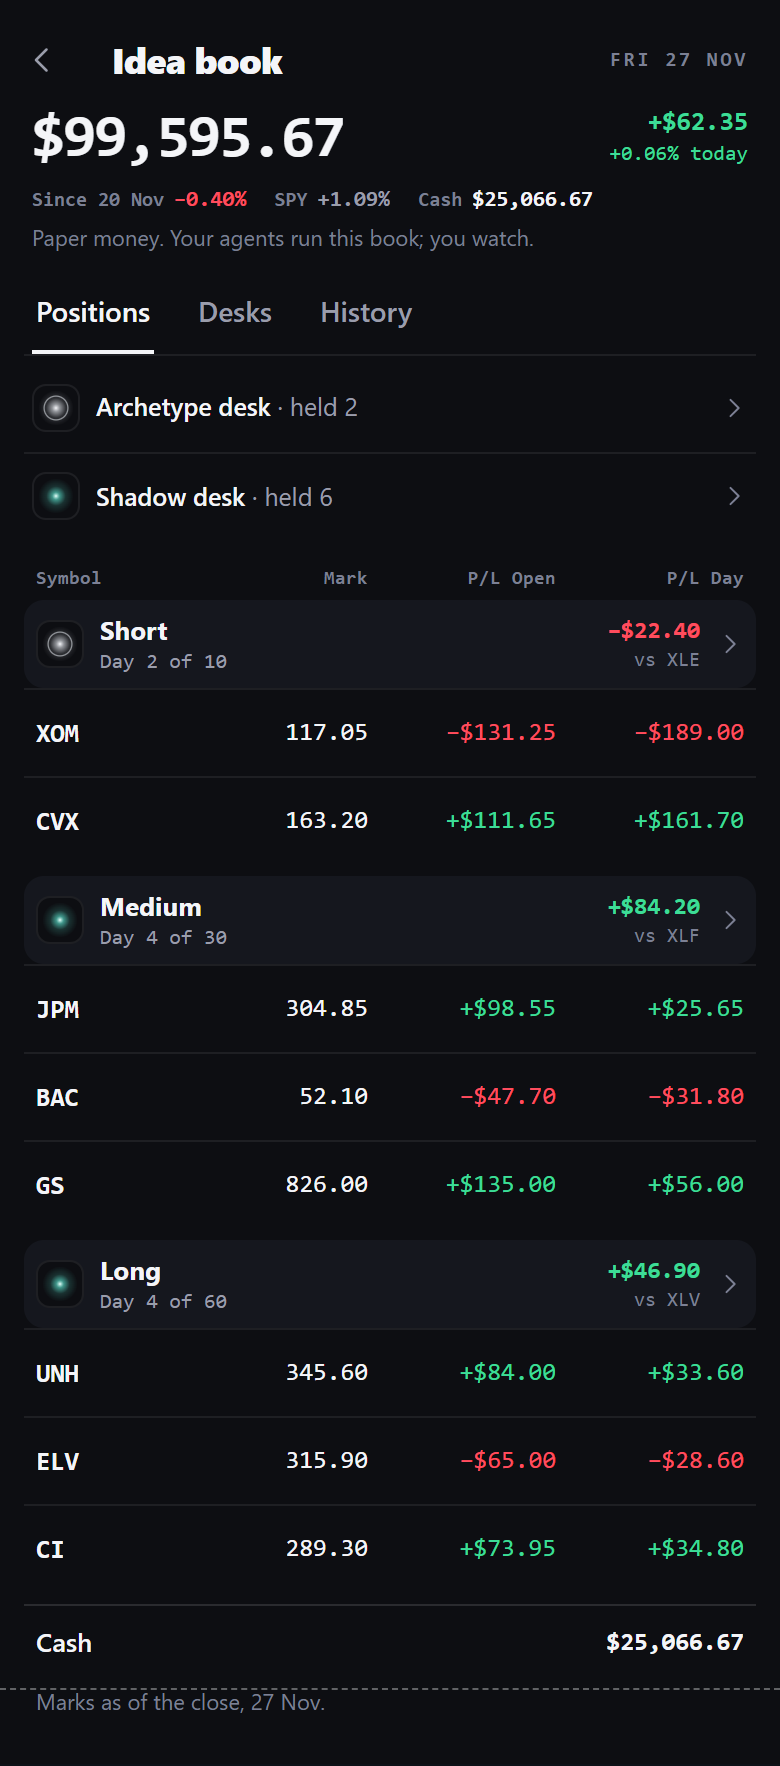 Idea book
FRI 27 NOV
$99,595.67
+$62.35
+0.06% today
Since 20 Nov −0.40% SPY +1.09% Cash $25,066.67
Paper money. Your agents run this book; you watch.
Positions Desks History
Archetype desk · held 2
Shadow desk · held 6
Symbol Mark P/L Open P/L Day
Short −$22.40
Day 2 of 10 vs XLE
XOM 117.05 −$131.25 −$189.00
CVX 163.20 +$111.65 +$161.70
Medium +$84.20
Day 4 of 30 vs XLF
JPM 304.85 +$98.55 +$25.65
BAC 52.10 −$47.70 −$31.80
GS 826.00 +$135.00 +$56.00
Long +$46.90
Day 4 of 60 vs XLV
UNH 345.60 +$84.00 +$33.60
ELV 315.90 −$65.00 −$28.60
CI 289.30 +$73.95 +$34.80
Cash $25,066.67
Marks as of the close, 27 Nov.